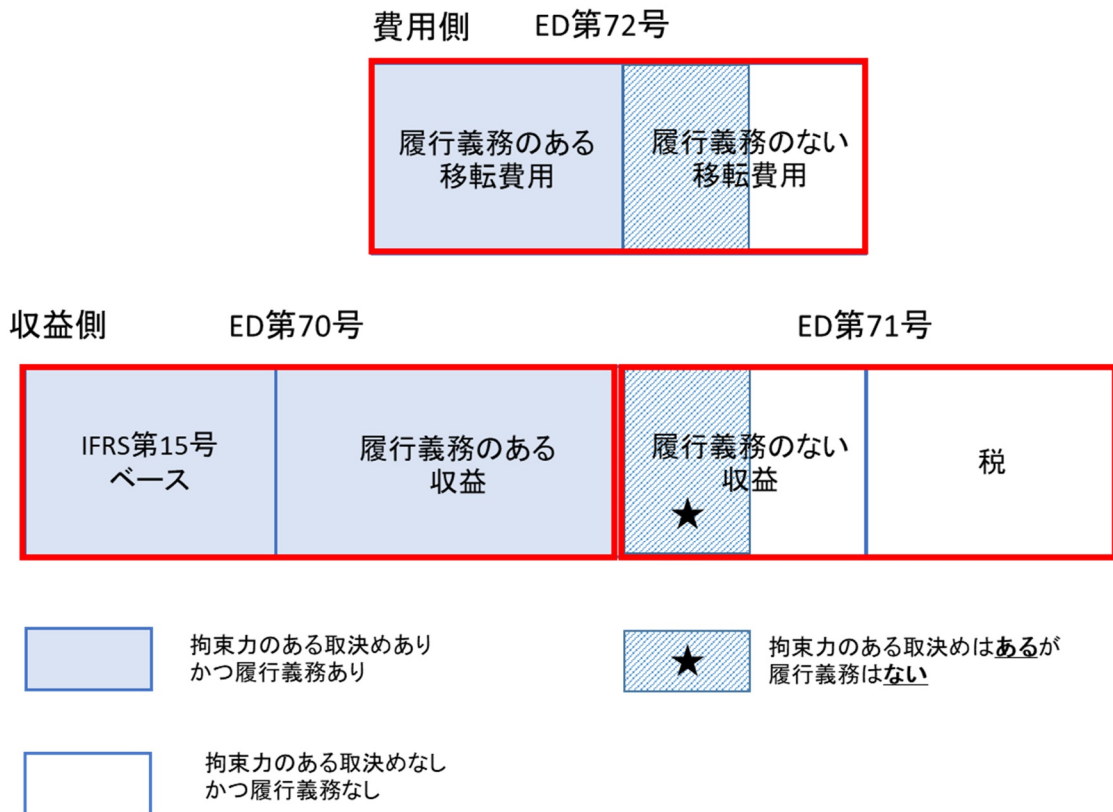 費用側 ED第72号
履行義務のある
移転費用
履行義務のない
移転費用
収益側 ED第70号 ED第71号
IFRS第15号
ベース
履行義務のある
収益
履行義務のない
収益
★
税
拘束力のある取決めあり
かつ履行義務あり
★
拘束力のある取決めはあるが
履行義務はない
拘束力のある取決めなし
かつ履行義務なし